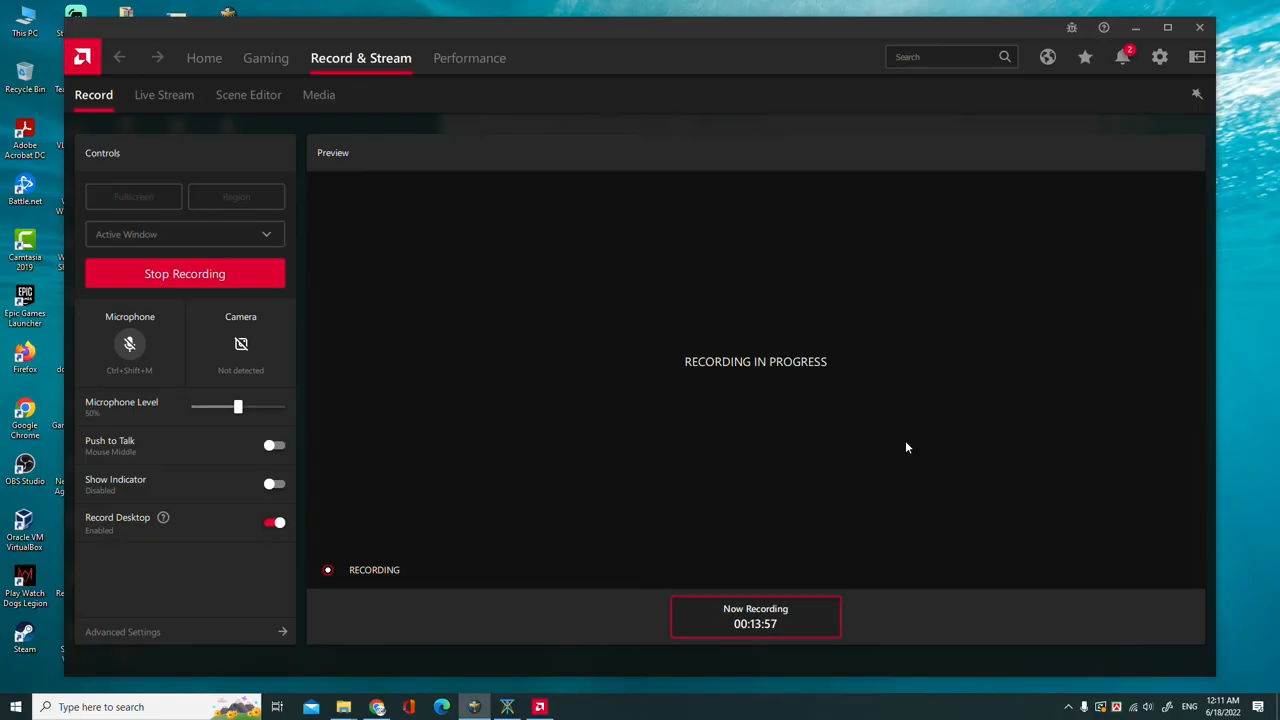 This PC
Recycle Bin
Adobe
Acrobat DC
Battle.net
Camtasia
2019
EPIC
GAMES
Epic Games
Launcher
Firefox
Google
Chrome
OBS Studio
Oracle VM
VirtualBox
Play Watch
Dogs Legion
Steam
Home
Gaming
Record & Stream
Performance
Search
2
Record
Live Stream
Scene Editor
Media
Controls
Fullscreen
Region
Active Window
Stop Recording
Microphone
Ctrl+Shift+M
Camera
Not detected
Microphone Level
50%
Push to Talk
Mouse Middle
Show Indicator
Disabled
Record Desktop
Enabled
Advanced Settings
Preview
RECORDING IN PROGRESS
RECORDING
Now Recording
00:13:57
Type here to search
ENG
12:11 AM
6/18/2022